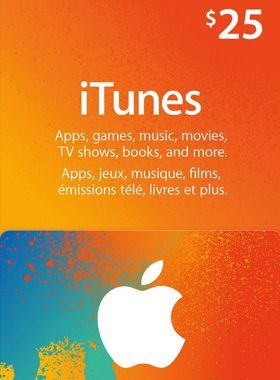 $25
iTunes
Apps, games, music, movies,
TV shows, books, and more.
Apps, jeux, musique, films,
émissions télé, livres et plus.